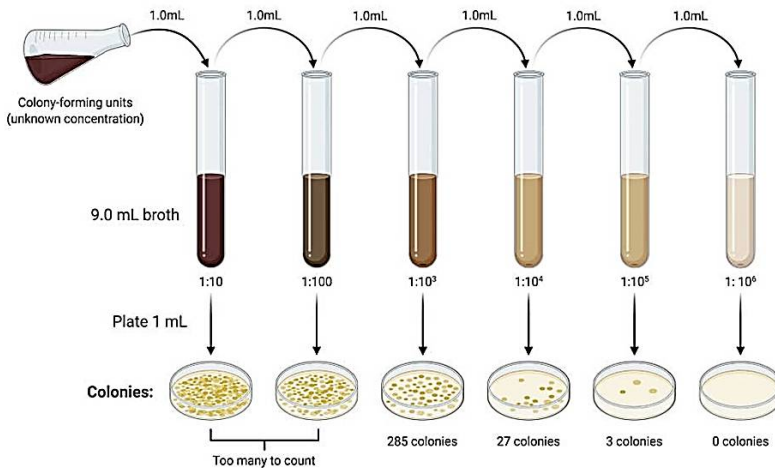 1.0mL 1.0mL 1.0mL 1.0mL 1.0mL 1.0mL
Colony-forming units
(unknown concentration)
9.0 mL broth
1:10 1:100 1:10³ 1:10⁴ 1:10⁵ 1: 10⁶
Plate 1 mL
Colonies:
285 colonies 27 colonies 3 colonies 0 colonies
Too many to count